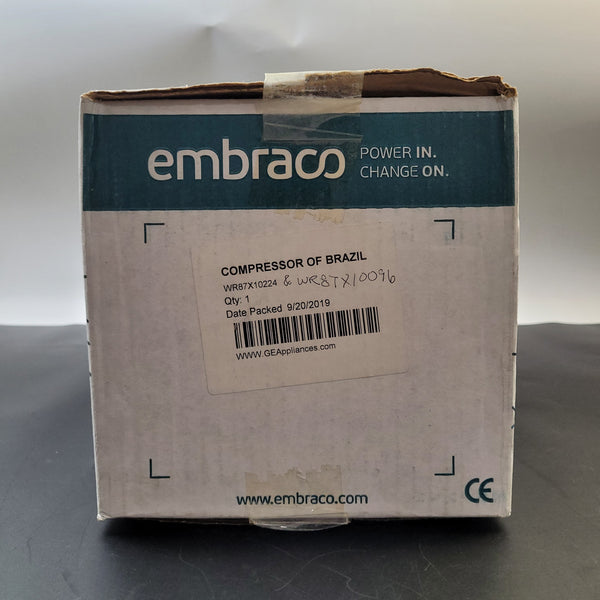 embraco POWER IN.
CHANGE ON.
COMPRESSOR OF BRAZIL
WR87X10224 & WR87X10096
Qty: 1
Date Packed 9/20/2019
WWW.GEAppliances.com
www.embraco.com
CE